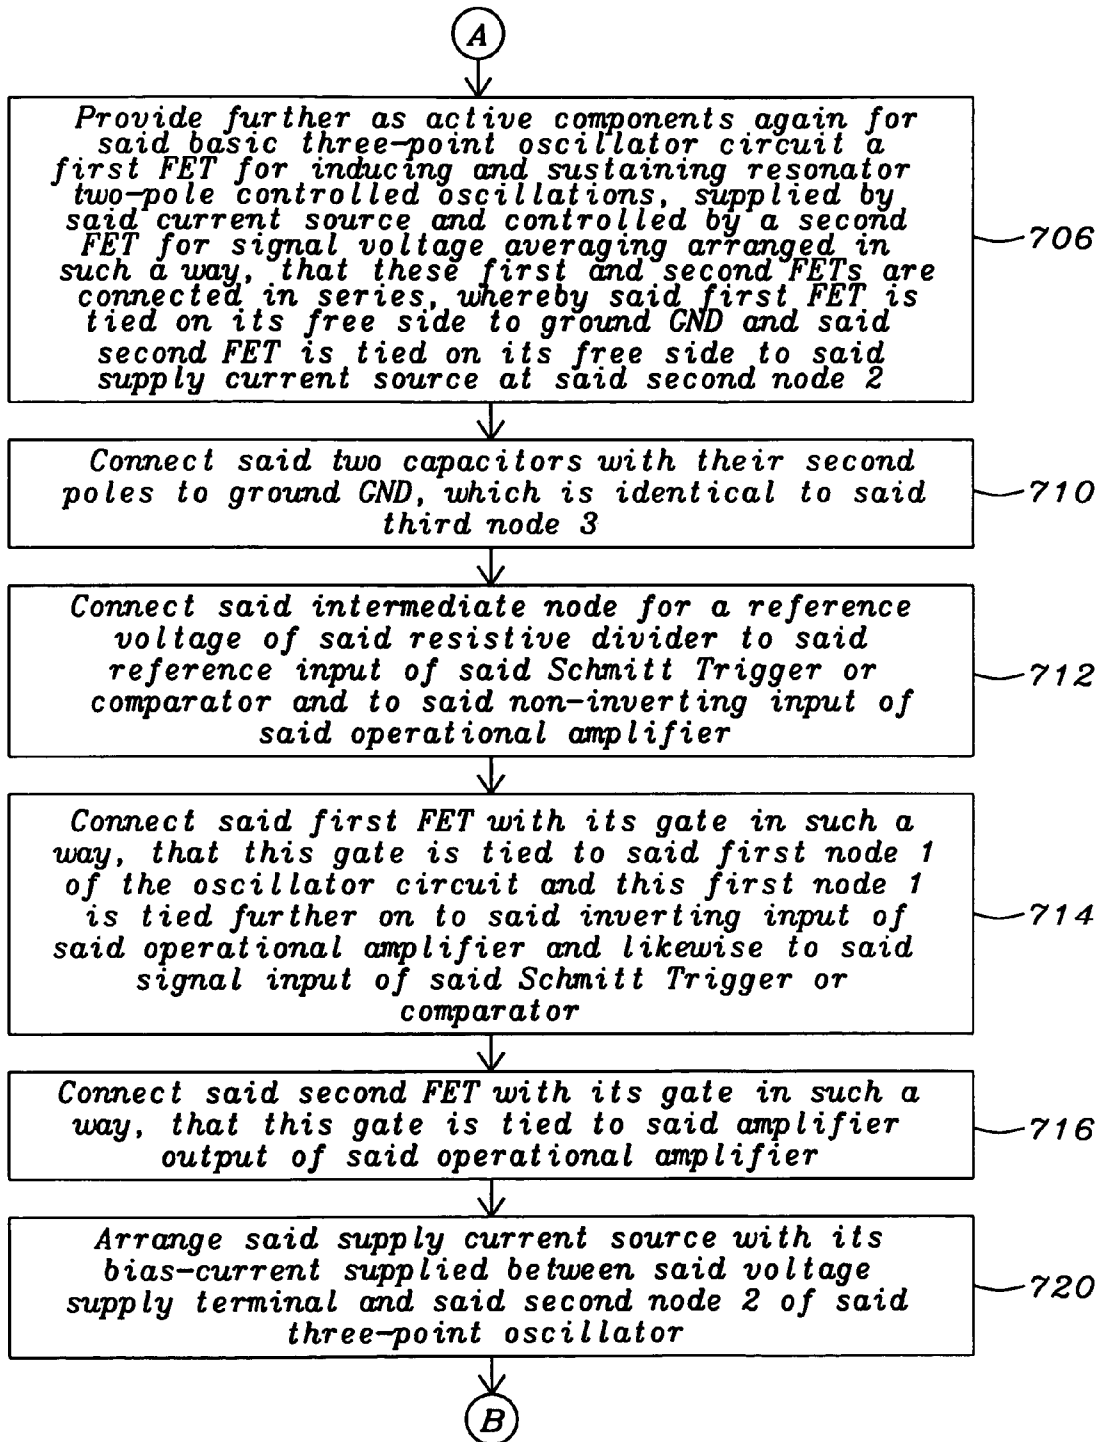 A
Provide further as active components again for
said basic three-point oscillator circuit a
first FET for inducing and sustaining resonator
two-pole controlled oscillations, supplied by
said current source and controlled by a second
FET for signal voltage averaging arranged in
such a way, that these first and second FETs are
connected in series, whereby said first FET is
tied on its free side to ground GND and said
second FET is tied on its free side to said
supply current source at said second node 2
706
Connect said two capacitors with their second
poles to ground GND, which is identical to said
third node 3
710
Connect said intermediate node for a reference
voltage of said resistive divider to said
reference input of said Schmitt Trigger or
comparator and to said non-inverting input of
said operational amplifier
712
Connect said first FET with its gate in such a
way, that this gate is tied to said first node 1
of the oscillator circuit and this first node 1
is tied further on to said inverting input of
said operational amplifier and likewise to said
signal input of said Schmitt Trigger or
comparator
714
Connect said second FET with its gate in such a
way, that this gate is tied to said amplifier
output of said operational amplifier
716
Arrange said supply current source with its
bias-current supplied between said voltage
supply terminal and said second node 2 of said
three-point oscillator
720
B